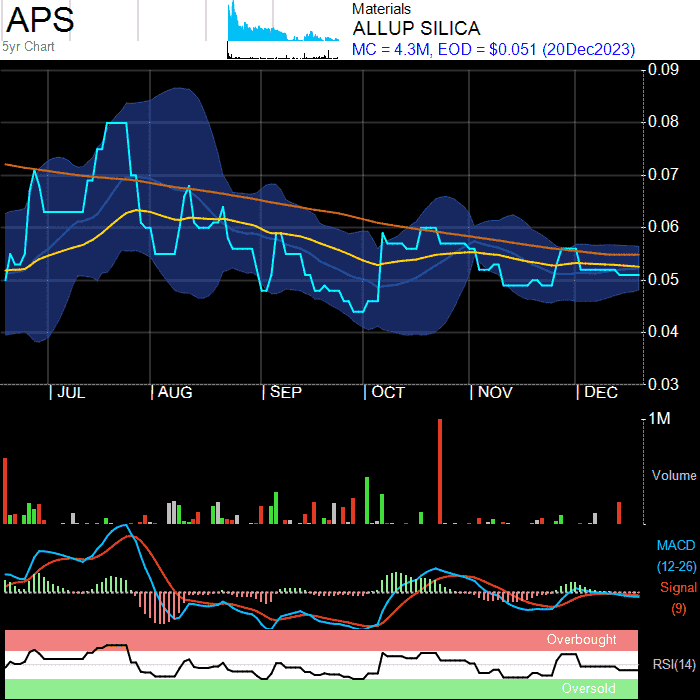 APS
5yr Chart
Materials
ALLUP SILICA
MC = 4.3M, EOD = $0.051 (20Dec2023)
0.09
0.08
0.07
0.06
0.05
0.04
0.03
| JUL | AUG | SEP | OCT | NOV | DEC
1M
Volume
MACD
(12-26)
Signal
(9)
Overbought
RSI(14)
Oversold